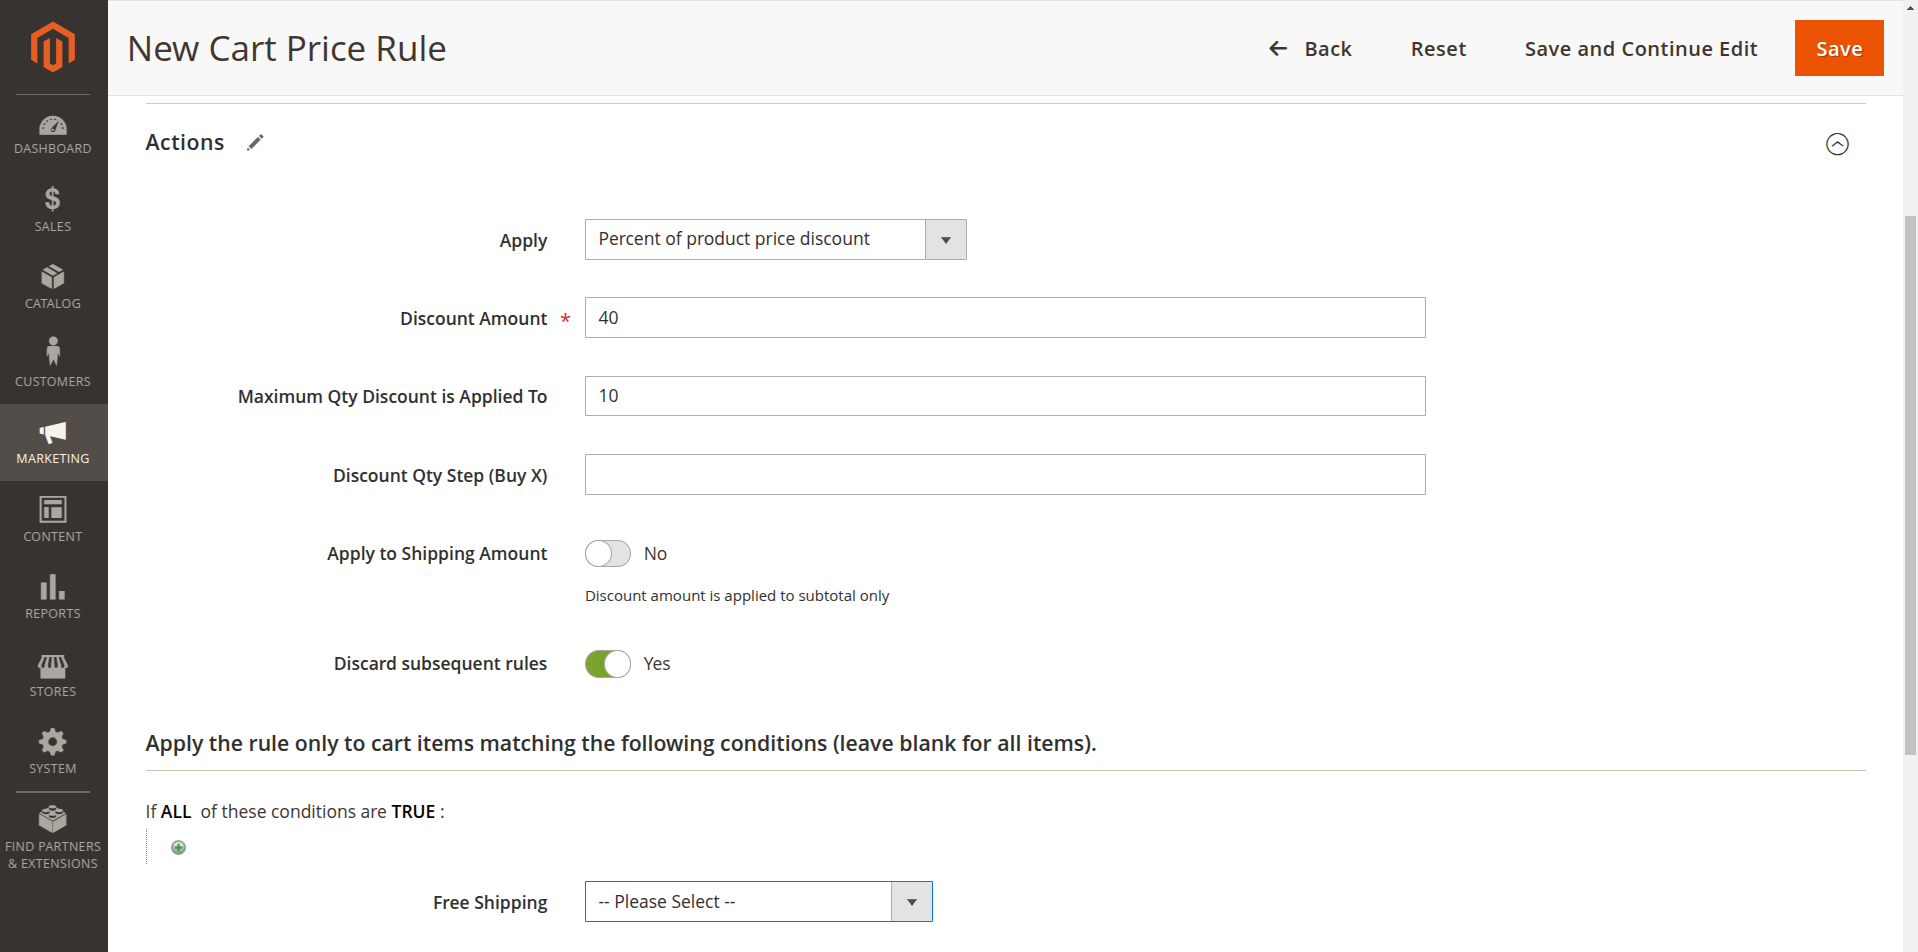 New Cart Price Rule
Back
Reset
Save and Continue Edit
Save
DASHBOARD
SALES
CATALOG
CUSTOMERS
MARKETING
CONTENT
REPORTS
STORES
SYSTEM
FIND PARTNERS
& EXTENSIONS
Actions
Apply
Percent of product price discount
Discount Amount *
40
Maximum Qty Discount is Applied To
10
Discount Qty Step (Buy X)
Apply to Shipping Amount
No
Discount amount is applied to subtotal only
Discard subsequent rules
Yes
Apply the rule only to cart items matching the following conditions (leave blank for all items).
If ALL of these conditions are TRUE :
Free Shipping
-- Please Select --